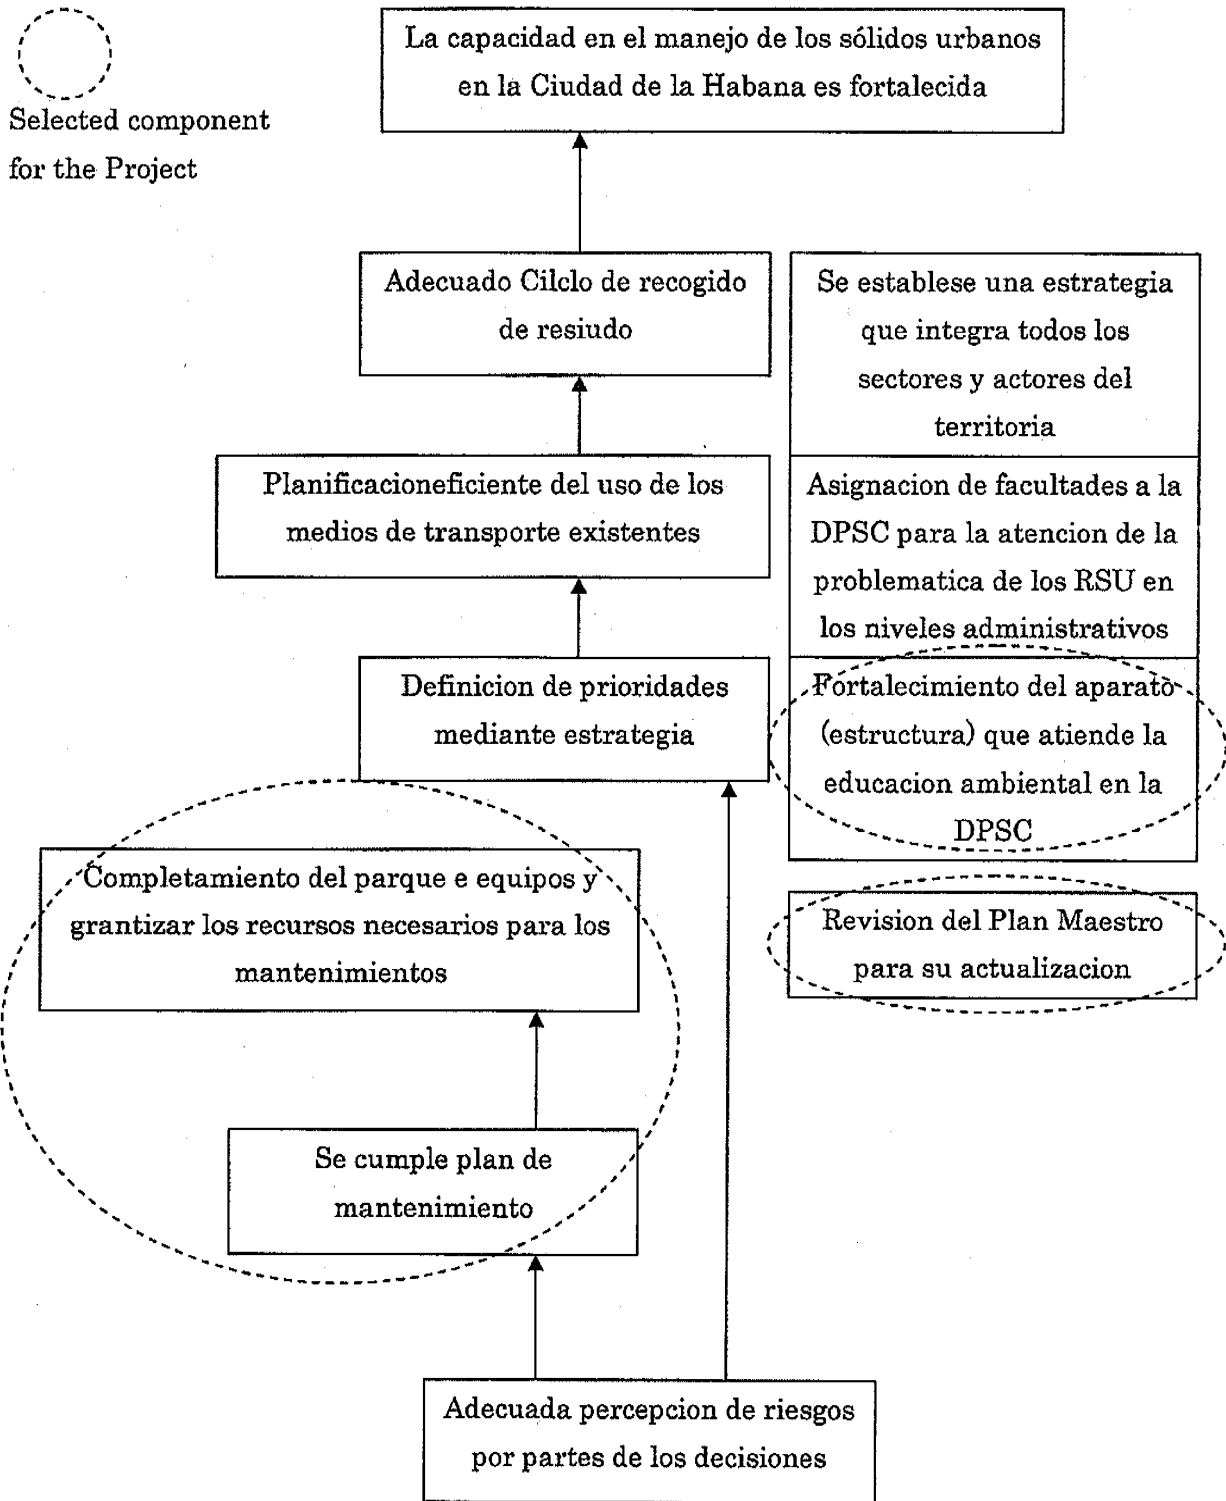 La capacidad en el manejo de los sólidos urbanos
en la Ciudad de la Habana es fortalecida
Selected component
for the Project
Adecuado Cilclo de recogido
de resiudo
Se establese una estrategia
que integra todos los
sectores y actores del
territoria
Planificacioneficiente del uso de los
medios de transporte existentes
Asignacion de facultades a la
DPSC para la atencion de la
problematica de los RSU en
los niveles administrativos
Definicion de prioridades
mediante estrategia
Fortalecimiento del aparato
(estructura) que atiende la
educacion ambiental en la
DPSC
Completamiento del parque e equipos y
grantizar los recursos necesarios para los
mantenimientos
Revision del Plan Maestro
para su actualizacion
Se cumple plan de
mantenimiento
Adecuada percepcion de riesgos
por partes de los decisiones